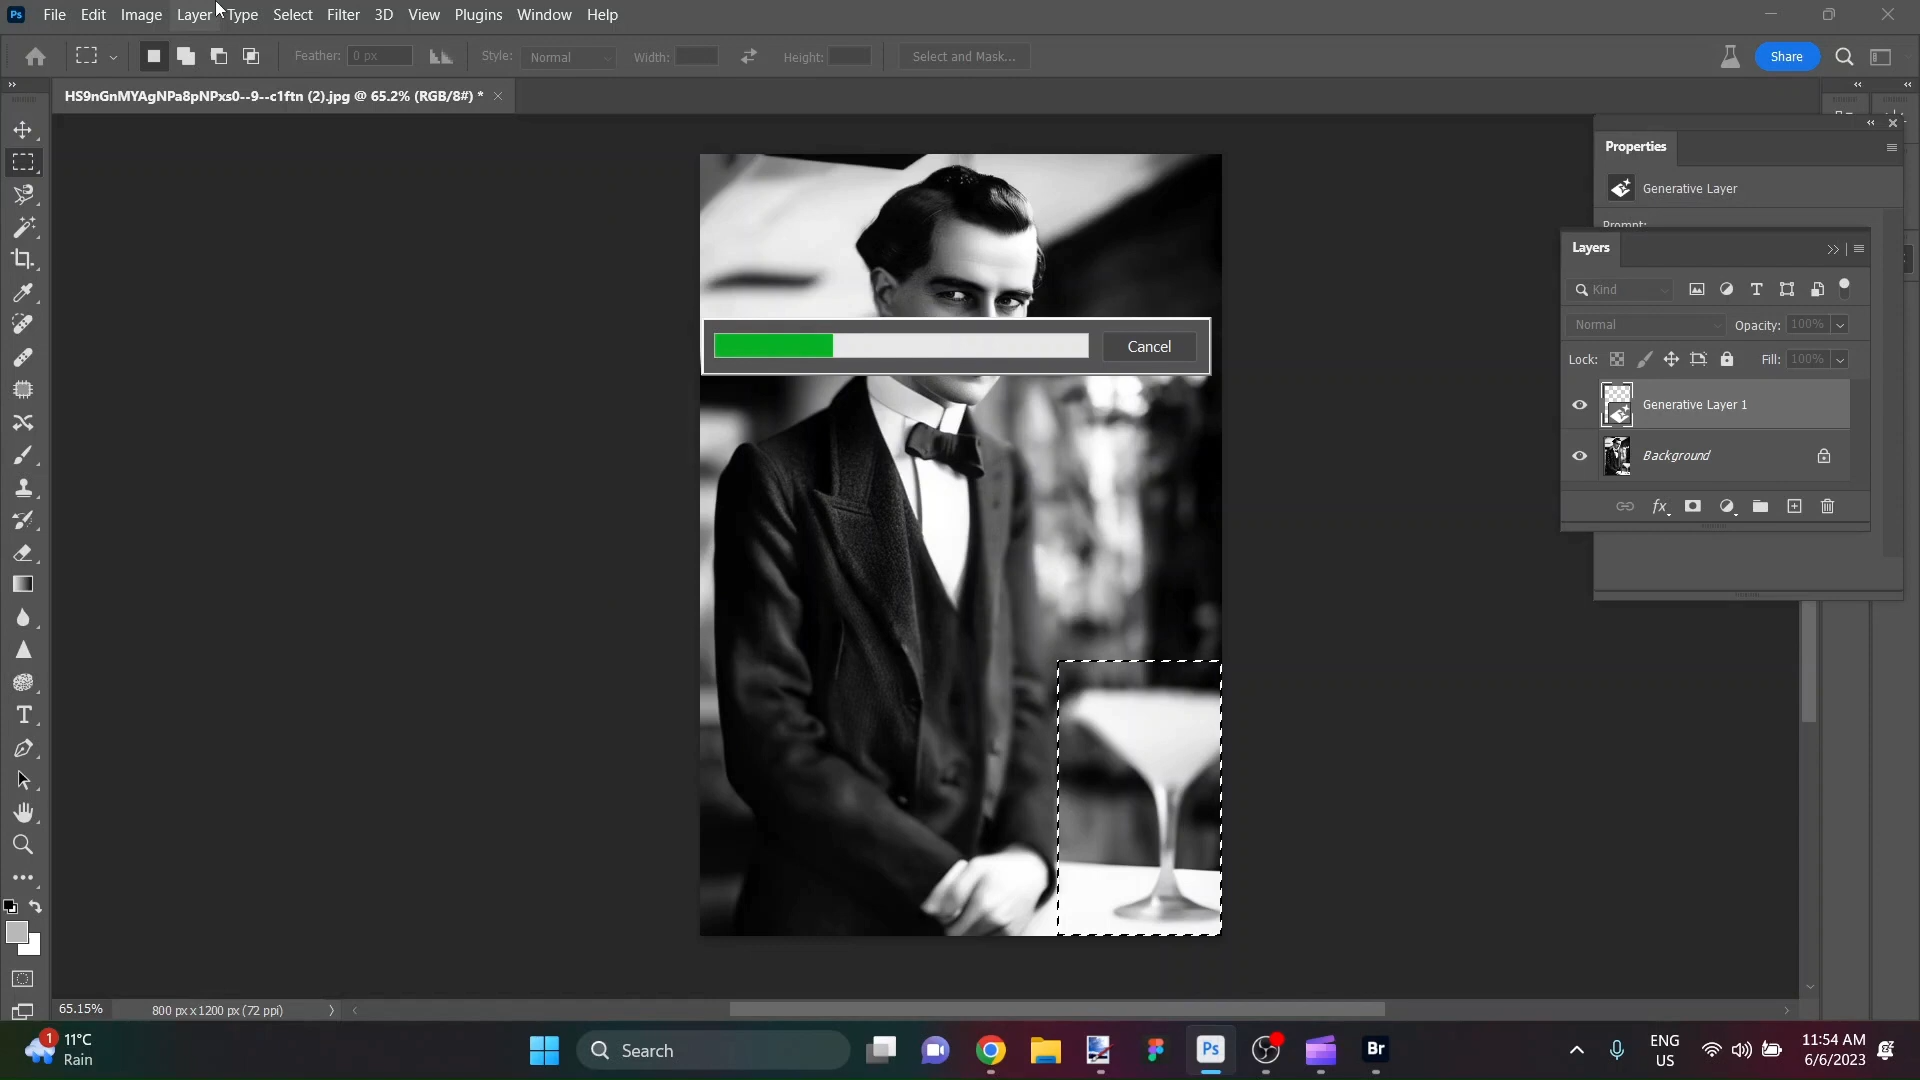 Ps File Edit Image Layer Type Select Filter 3D View Plugins Window Help
Feather: 0 px Style: Normal Width: Height: Select and Mask... Share
HS9nGnMYAgNPa8pNPxs0--9--c1ftn (2).jpg @ 65.2% (RGB/8#) *
Properties
Generative Layer
Prompt:
Layers
Kind
Normal Opacity: 100%
Lock: Fill: 100%
Generative Layer 1
Background
fx
Cancel
65.15% 800 px x 1200 px (72 ppi)
1
11°C
Rain
Search
Ps
Br
ENG
US
11:54 AM
6/6/2023